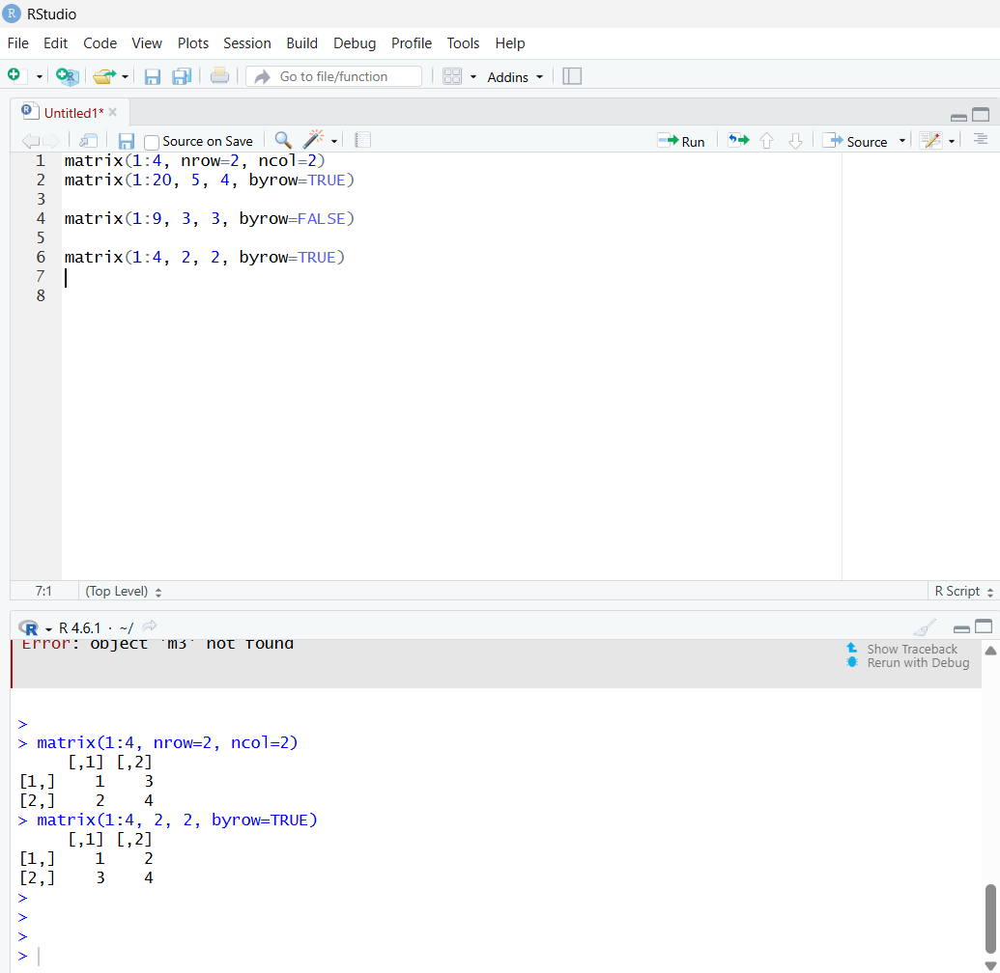 RStudio
File Edit Code View Plots Session Build Debug Profile Tools Help
Go to file/function Addins
Untitled1*
Source on Save Run Source
1 matrix(1:4, nrow=2, ncol=2)
2 matrix(1:20, 5, 4, byrow=TRUE)
3
4 matrix(1:9, 3, 3, byrow=FALSE)
5
6 matrix(1:4, 2, 2, byrow=TRUE)
7
8
7:1 (Top Level) R Script
R R 4.6.1 · ~/
Error: object 'm3' not found
Show Traceback
Rerun with Debug
>
> matrix(1:4, nrow=2, ncol=2)
     [,1] [,2]
[1,]    1    3
[2,]    2    4
> matrix(1:4, 2, 2, byrow=TRUE)
     [,1] [,2]
[1,]    1    2
[2,]    3    4
>
>
>
>